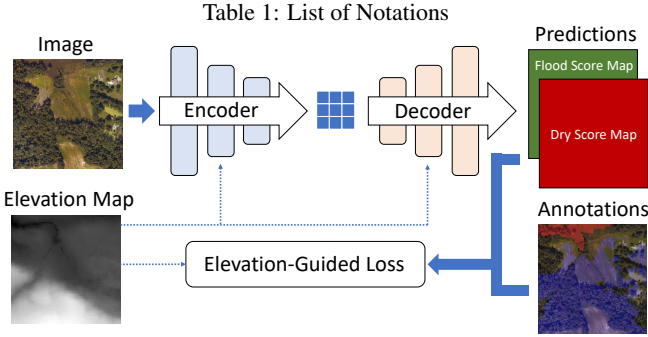 Table 1: List of Notations
Image
Predictions
Flood Score Map
Encoder
Decoder
Dry Score Map
Elevation Map
Annotations
Elevation-Guided Loss